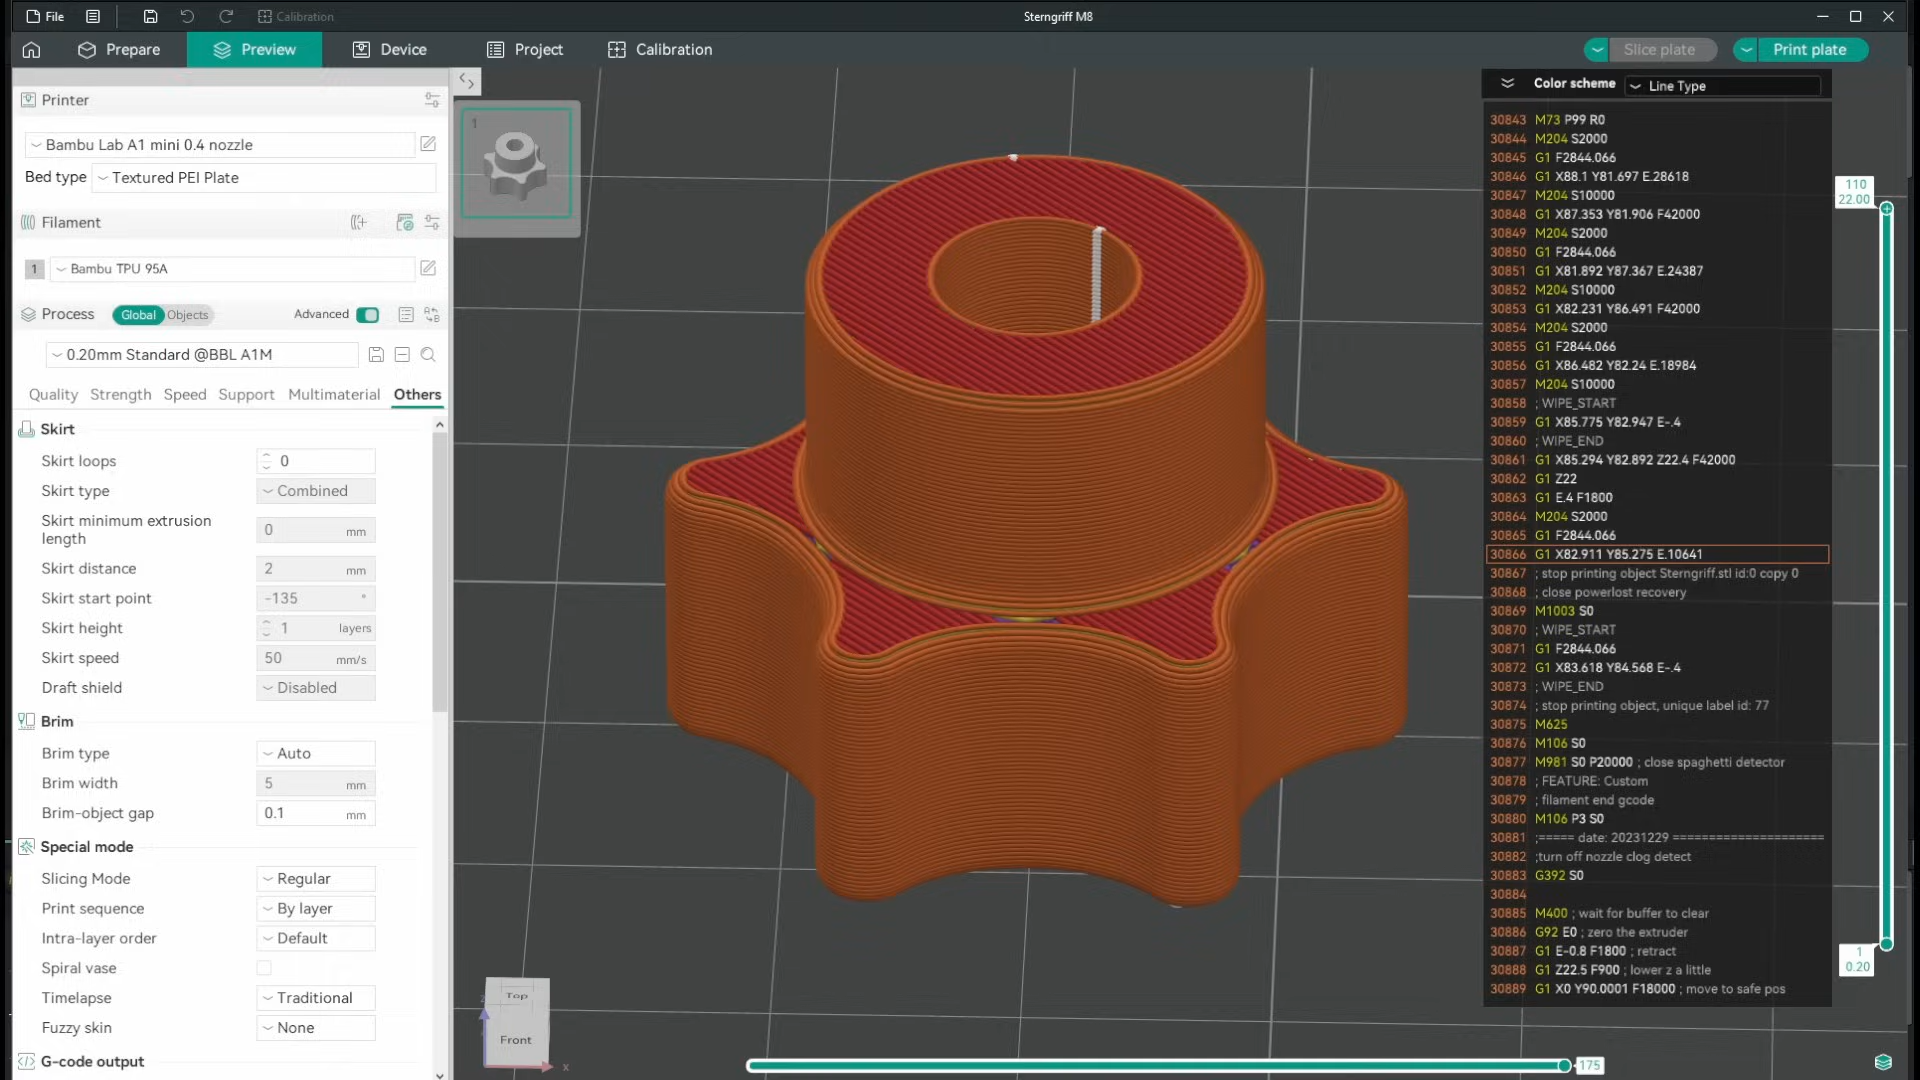 File
Calibration
Sterngriff M8
Prepare
Preview
Device
Project
Calibration
Slice plate
Print plate
Printer
Bambu Lab A1 mini 0.4 nozzle
Bed type Textured PEI Plate
Filament
1 Bambu TPU 95A
Process Global Objects Advanced
0.20mm Standard @BBL A1M
Quality Strength Speed Support Multimaterial Others
Skirt
Skirt loops 0
Skirt type Combined
Skirt minimum extrusion
length 0 mm
Skirt distance 2 mm
Skirt start point -135 °
Skirt height 1 layers
Skirt speed 50 mm/s
Draft shield Disabled
Brim
Brim type Auto
Brim width 5 mm
Brim-object gap 0.1 mm
Special mode
Slicing Mode Regular
Print sequence By layer
Intra-layer order Default
Spiral vase
Timelapse Traditional
Fuzzy skin None
G-code output
1
Top
Front
x
175
Color scheme Line Type
30843 M73 P99 R0
30844 M204 S2000
30845 G1 F2844.066
30846 G1 X88.1 Y81.697 E.28618
30847 M204 S10000
30848 G1 X87.353 Y81.906 F42000
30849 M204 S2000
30850 G1 F2844.066
30851 G1 X81.892 Y87.367 E.24387
30852 M204 S10000
30853 G1 X82.231 Y86.491 F42000
30854 M204 S2000
30855 G1 F2844.066
30856 G1 X86.482 Y82.24 E.18984
30857 M204 S10000
30858 ; WIPE_START
30859 G1 X85.775 Y82.947 E-.4
30860 ; WIPE_END
30861 G1 X85.294 Y82.892 Z22.4 F42000
30862 G1 Z22
30863 G1 E.4 F1800
30864 M204 S2000
30865 G1 F2844.066
30866 G1 X82.911 Y85.275 E.10641
30867 ; stop printing object Sterngriff.stl id:0 copy 0
30868 ; close powerlost recovery
30869 M1003 S0
30870 ; WIPE_START
30871 G1 F2844.066
30872 G1 X83.618 Y84.568 E-.4
30873 ; WIPE_END
30874 ; stop printing object, unique label id: 77
30875 M625
30876 M106 S0
30877 M981 S0 P20000 ; close spaghetti detector
30878 ; FEATURE: Custom
30879 ; filament end gcode
30880 M106 P3 S0
30881 ;===== date: 20231229 =====================
30882 ;turn off nozzle clog detect
30883 G392 S0
30884
30885 M400 ; wait for buffer to clear
30886 G92 E0 ; zero the extruder
30887 G1 E-0.8 F1800 ; retract
30888 G1 Z22.5 F900 ; lower z a little
30889 G1 X0 Y90.0001 F18000 ; move to safe pos
110
22.00
1
0.20